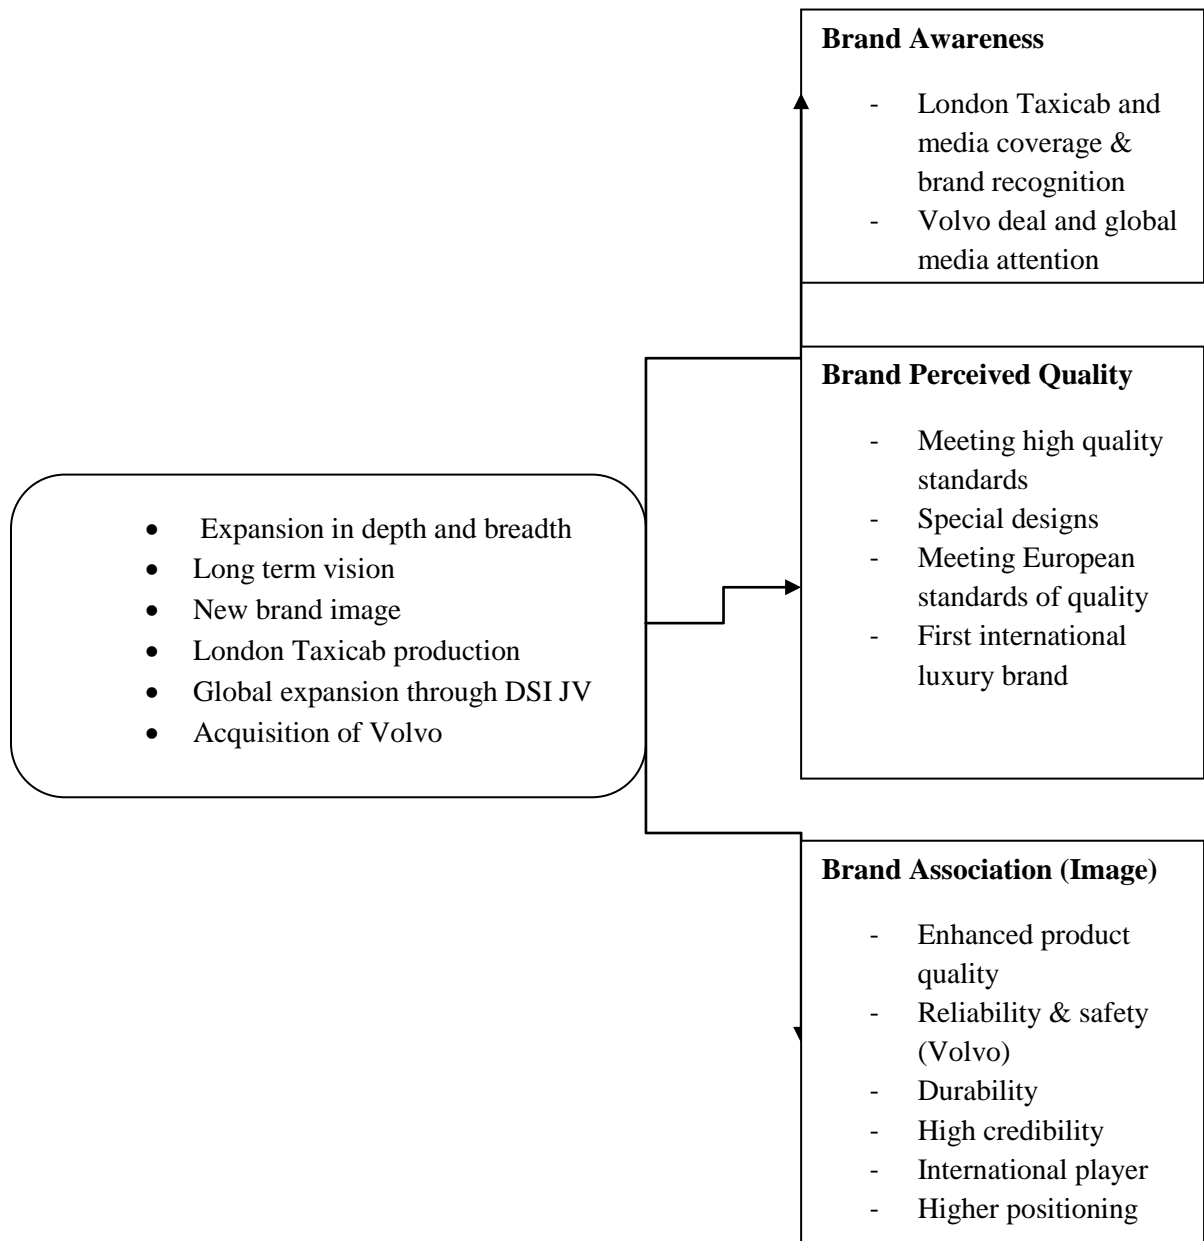 Brand Awareness
- London Taxicab and
media coverage &
brand recognition
- Volvo deal and global
media attention
Brand Perceived Quality
- Meeting high quality
standards
- Special designs
- Meeting European
standards of quality
- First international
luxury brand
• Expansion in depth and breadth
• Long term vision
• New brand image
• London Taxicab production
• Global expansion through DSI JV
• Acquisition of Volvo
Brand Association (Image)
- Enhanced product
quality
- Reliability & safety
(Volvo)
- Durability
- High credibility
- International player
- Higher positioning